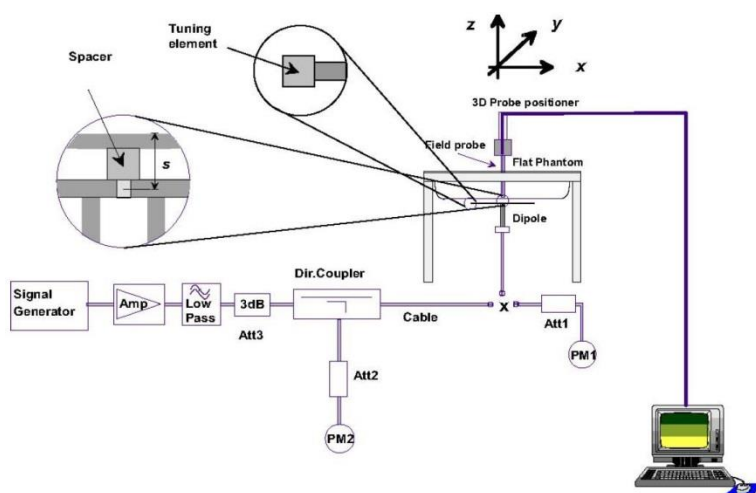 Tuning
element
Spacer
s
z
y
x
3D Probe positioner
Field probe
Flat Phantom
Dipole
Dir.Coupler
Signal
Generator
Amp
Low
Pass
3dB
Att3
Cable
x
Att1
PM1
Att2
PM2